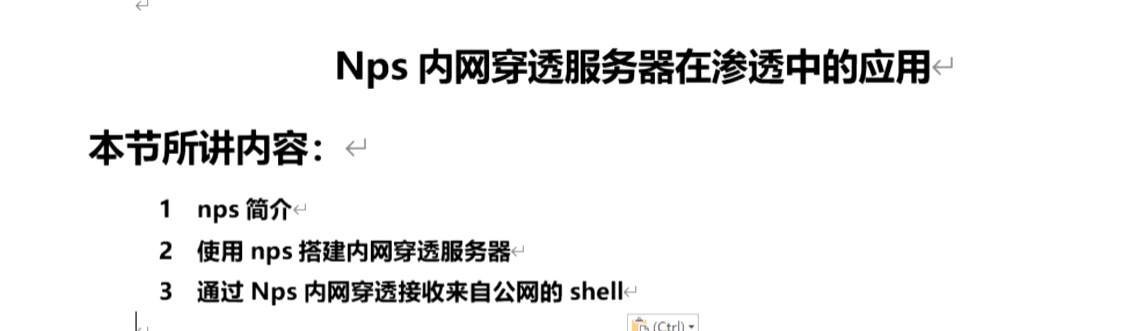 Nps 内网穿透服务器在渗透中的应用
本节所讲内容：
1 nps 简介
2 使用 nps 搭建内网穿透服务器
3 通过 Nps 内网穿透接收来自公网的 shell
(Ctrl)